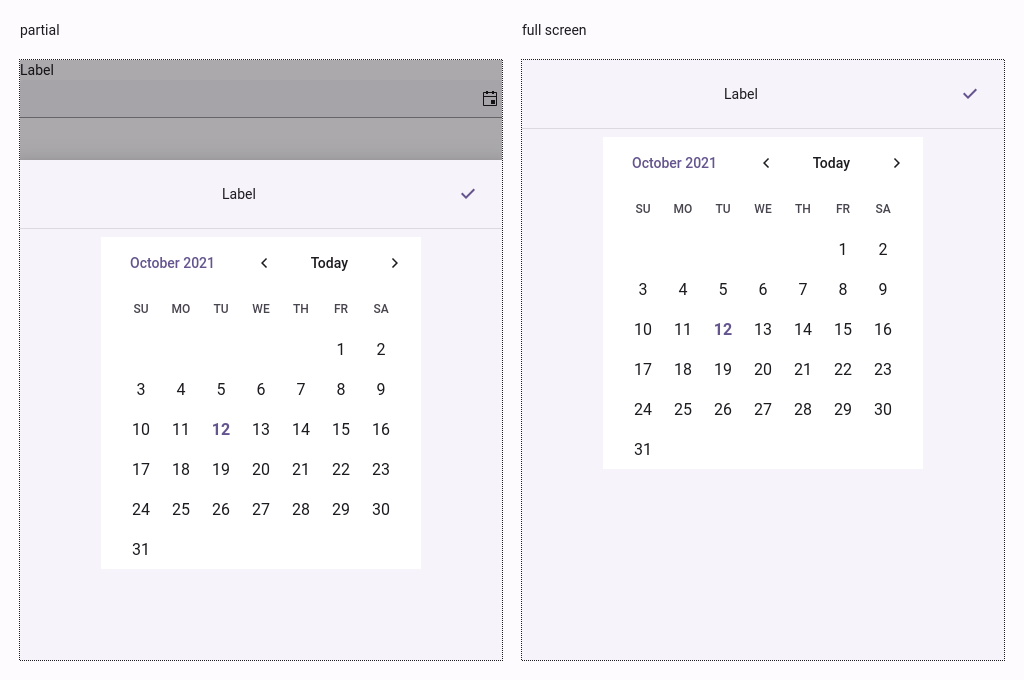 partial
Label
Label
October 2021 Today
SU MO TU WE TH FR SA
1 2
3 4 5 6 7 8 9
10 11 12 13 14 15 16
17 18 19 20 21 22 23
24 25 26 27 28 29 30
31
full screen
Label
October 2021 Today
SU MO TU WE TH FR SA
1 2
3 4 5 6 7 8 9
10 11 12 13 14 15 16
17 18 19 20 21 22 23
24 25 26 27 28 29 30
31